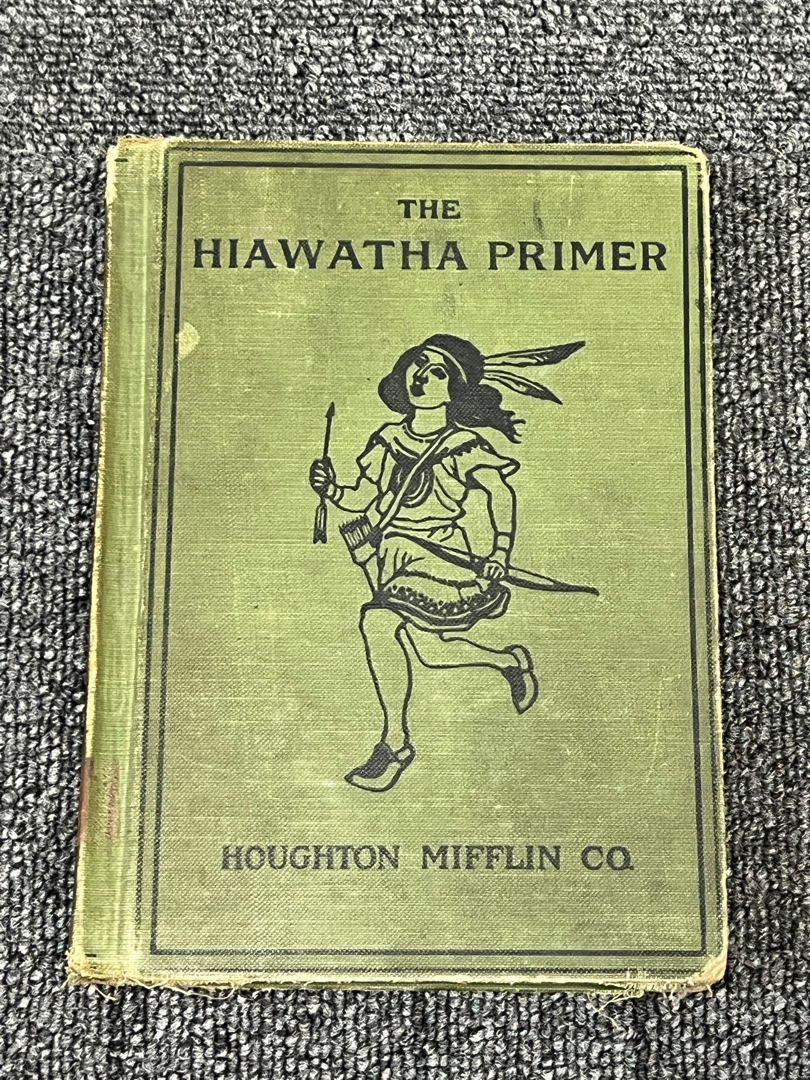 THE
HIAWATHA PRIMER
HOUGHTON MIFFLIN CO.